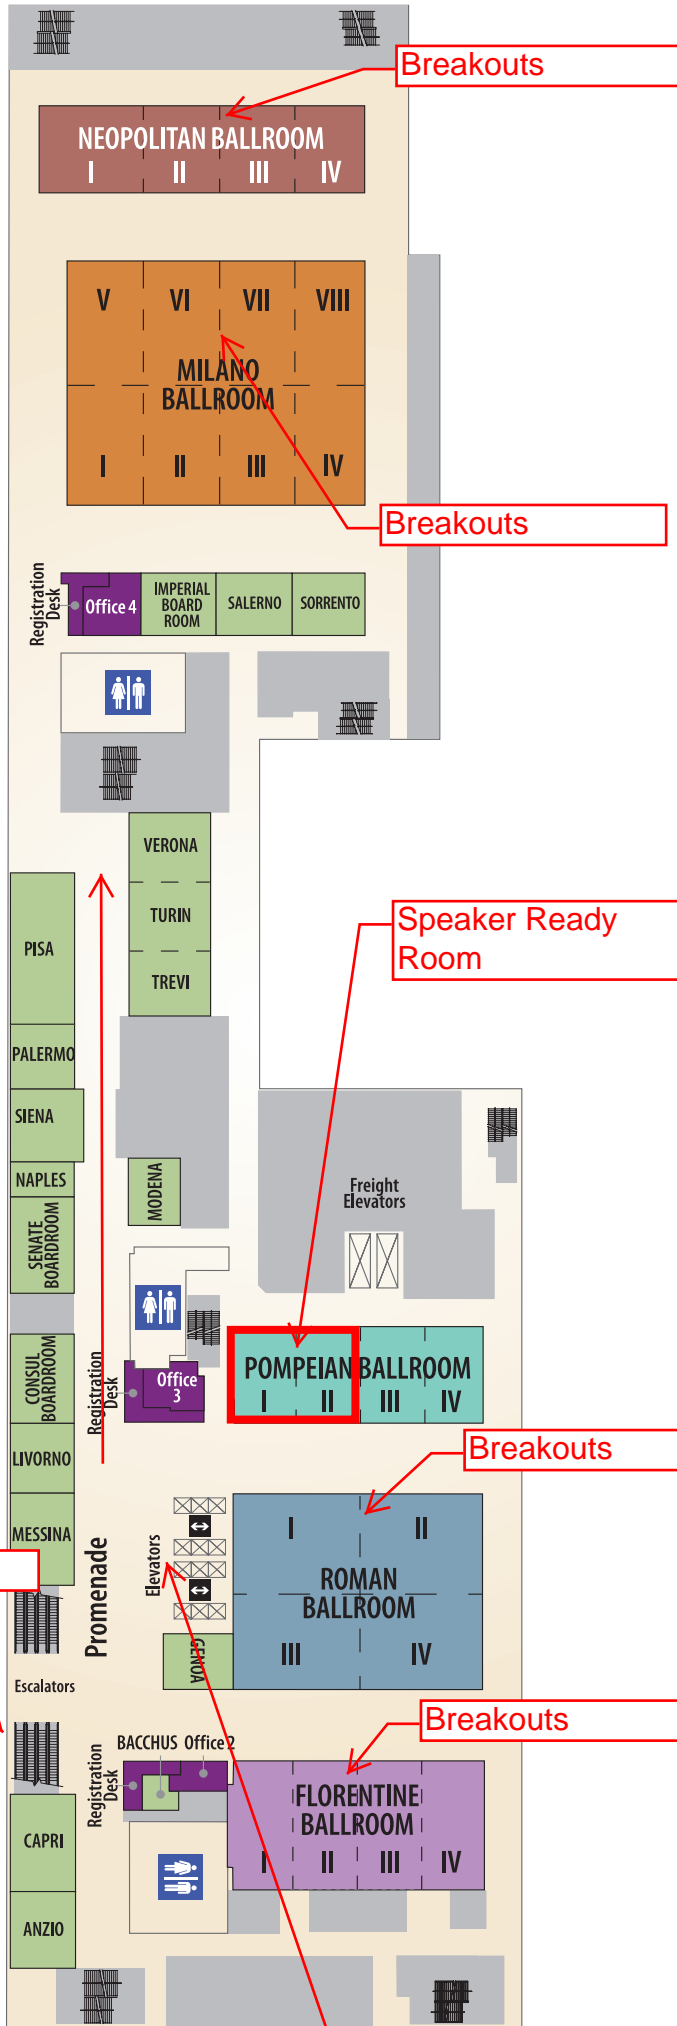 Breakouts
NEOPOLITAN BALLROOM
I II III IV
V VI VII VIII
MILANO
BALLROOM
I II III IV
Breakouts
Registration
Desk
Office 4
IMPERIAL
BOARD
ROOM
SALERNO
SORRENTO
VERONA
TURIN
TREVI
Speaker Ready
Room
PISA
PALERMO
SIENA
NAPLES
SENATE
BOARDROOM
MODENA
Freight
Elevators
CONSUL
BOARDROOM
Registration
Desk
Office
3
POMPEIAN BALLROOM
I II III IV
LIVORNO
MESSINA
Breakouts
Promenade
Elevators
I II
ROMAN
BALLROOM
III IV
GENOA
Escalators
Breakouts
BACCHUS Office 2
Registration
Desk
FLORENTINE
BALLROOM
I II III IV
CAPRI
ANZIO